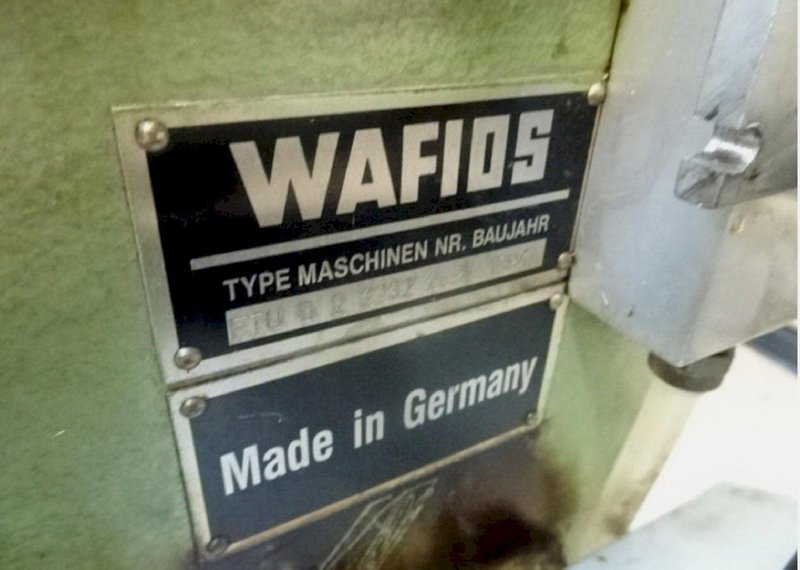 WAFIOS
TYPE MASCHINEN NR. BAUJAHR
Made in Germany